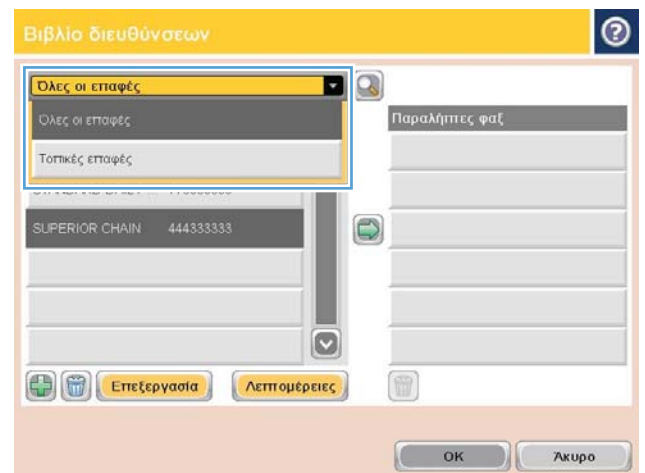 Βιβλίο διευθύνσεων
Όλες οι επαφές
Όλες οι επαφές
Παραλήπτες φαξ
Τοπικές επαφές
SUPERIOR CHAIN 444333333
Επεξεργασία
Λεπτομέρειες
OK
Άκυρο